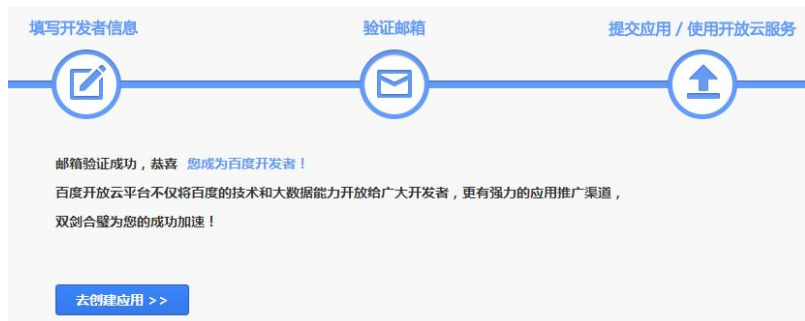 填写开发者信息
验证邮箱
提交应用 / 使用开放云服务
邮箱验证成功，恭喜 您成为百度开发者！
百度开放云平台不仅将百度的技术和大数据能力开放给广大开发者，更有强力的应用推广渠道，
双剑合璧为您的成功加速！
去创建应用 >>